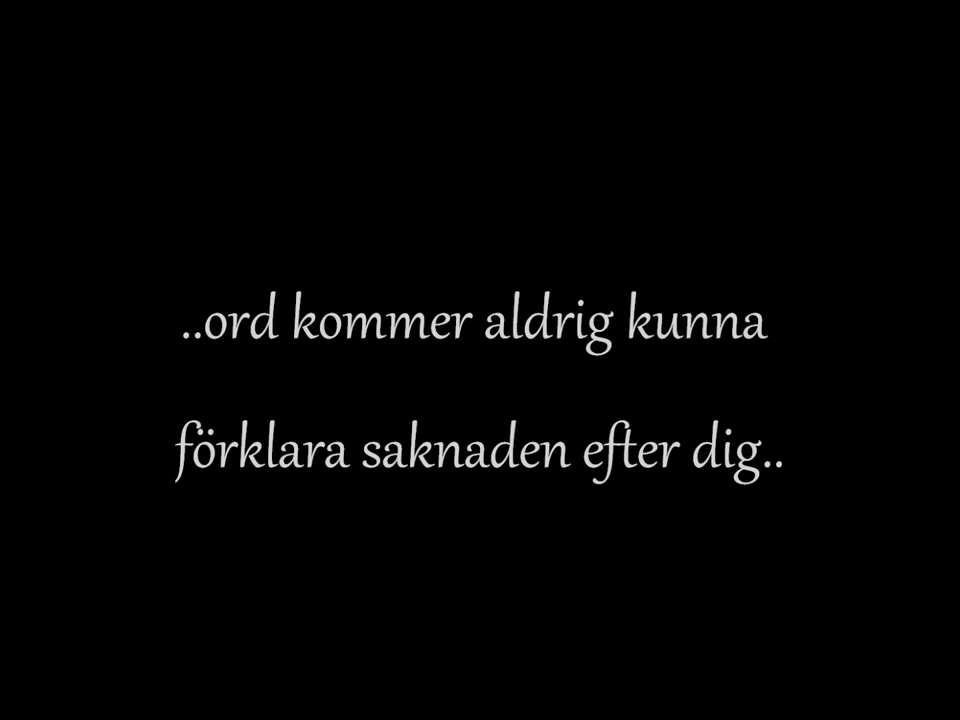 ..ord kommer aldrig kunna
förklara saknaden efter dig..